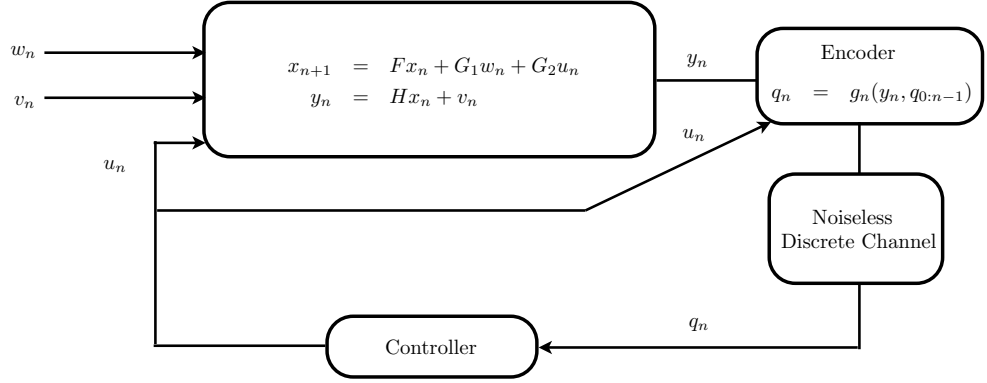 w_n
v_n
u_n
x_{n+1} = Fx_n + G_1w_n + G_2u_n
y_n = Hx_n + v_n
y_n
u_n
Encoder
q_n = g_n(y_n, q_{0:n−1})
Noiseless
Discrete Channel
q_n
Controller